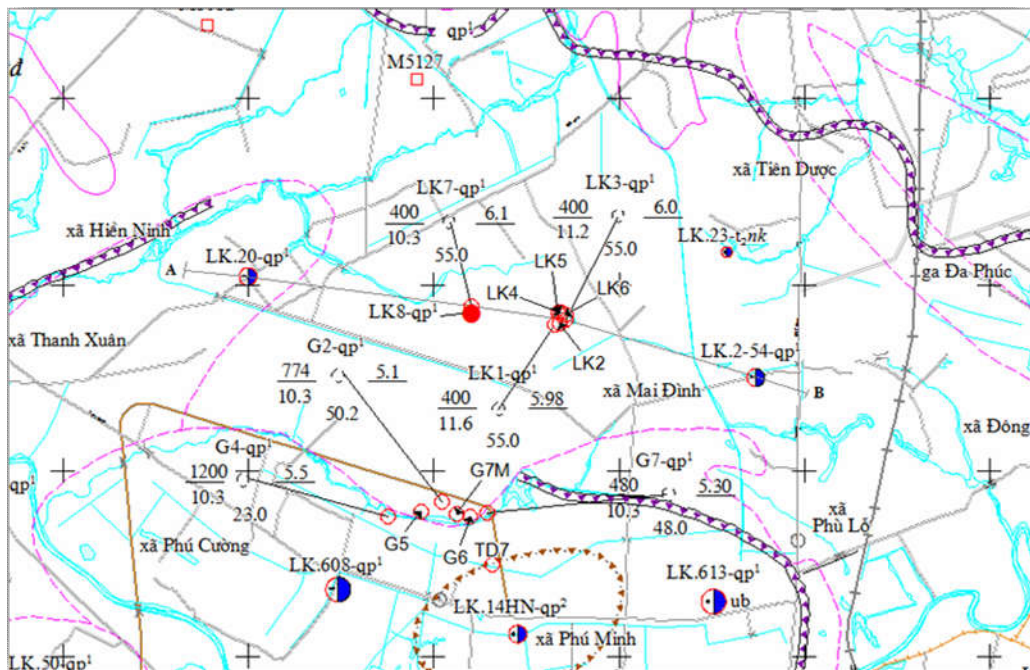 qp¹
đ
M5127
xã Tiên Dược
LK7-qp¹
400
10.3
6.1
55.0
LK3-qp¹
400
11.2
6.0
55.0
xã Hiền Ninh
LK.20-qp¹
A
LK.23-t₂nk
ga Đa Phúc
LK5
LK4
LK6
LK8-qp¹
LK2
xã Thanh Xuân
G2-qp¹
774
10.3
5.1
50.2
LK1-qp¹
400
11.6
5.98
55.0
LK.2-54-qp¹
xã Mai Đình
B
xã Đông
G4-qp¹
1200
10.3
5.5
23.0
qp¹
G7M
G7-qp¹
480
10.3
5.30
48.0
xã
Phù Lỗ
G5
G6
TD7
xã Phú Cường
LK.608-qp¹
LK.14HN-qp²
LK.613-qp¹
ub
xã Phú Minh
LK.50-qp¹